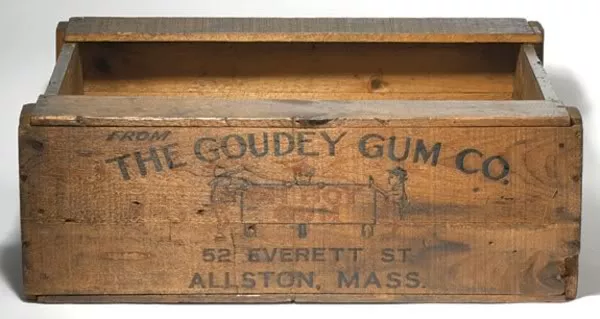 FROM
THE GOUDEY GUM CO.
52 EVERETT ST.
ALLSTON, MASS.